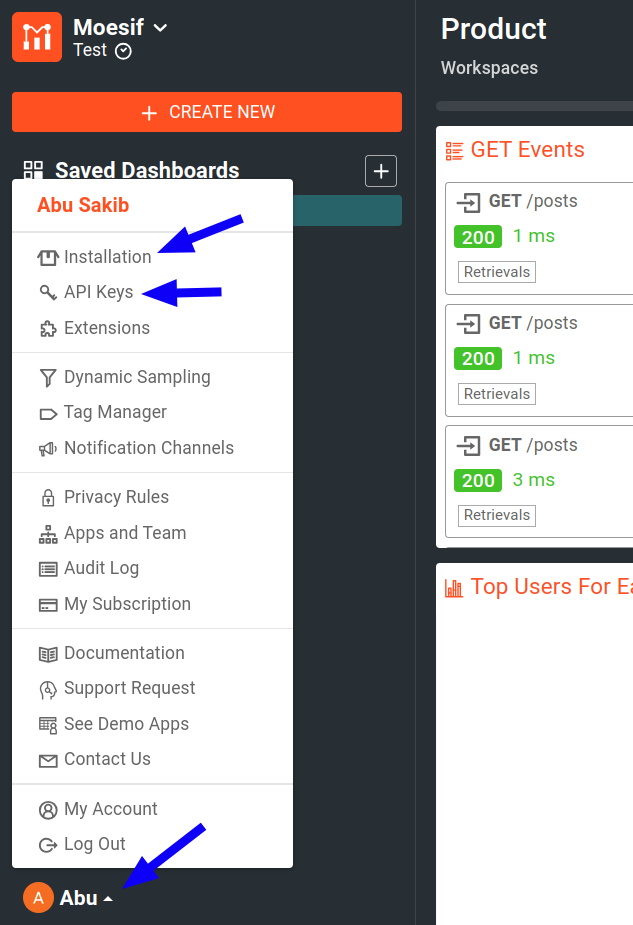 Moesif
Test
CREATE NEW
Saved Dashboards
Abu Sakib
Installation
API Keys
Extensions
Dynamic Sampling
Tag Manager
Notification Channels
Privacy Rules
Apps and Team
Audit Log
My Subscription
Documentation
Support Request
See Demo Apps
Contact Us
My Account
Log Out
A Abu
Product
Workspaces
GET Events
GET /posts
200 1 ms
Retrievals
GET /posts
200 1 ms
Retrievals
GET /posts
200 3 ms
Retrievals
Top Users For Ea